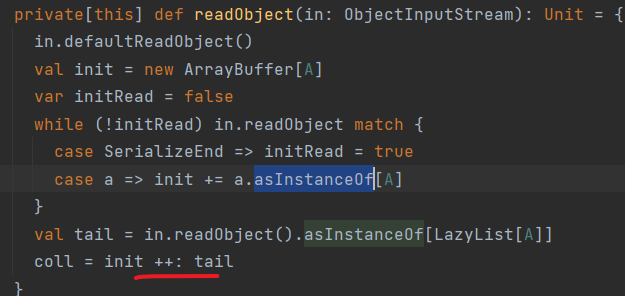 private[this] def readObject(in: ObjectInputStream): Unit = {
in.defaultReadObject()
val init = new ArrayBuffer[A]
var initRead = false
while (!initRead) in.readObject match {
case SerializeEnd => initRead = true
case a => init += a.asInstanceOf[A]
}
val tail = in.readObject().asInstanceOf[LazyList[A]]
coll = init ++: tail
}